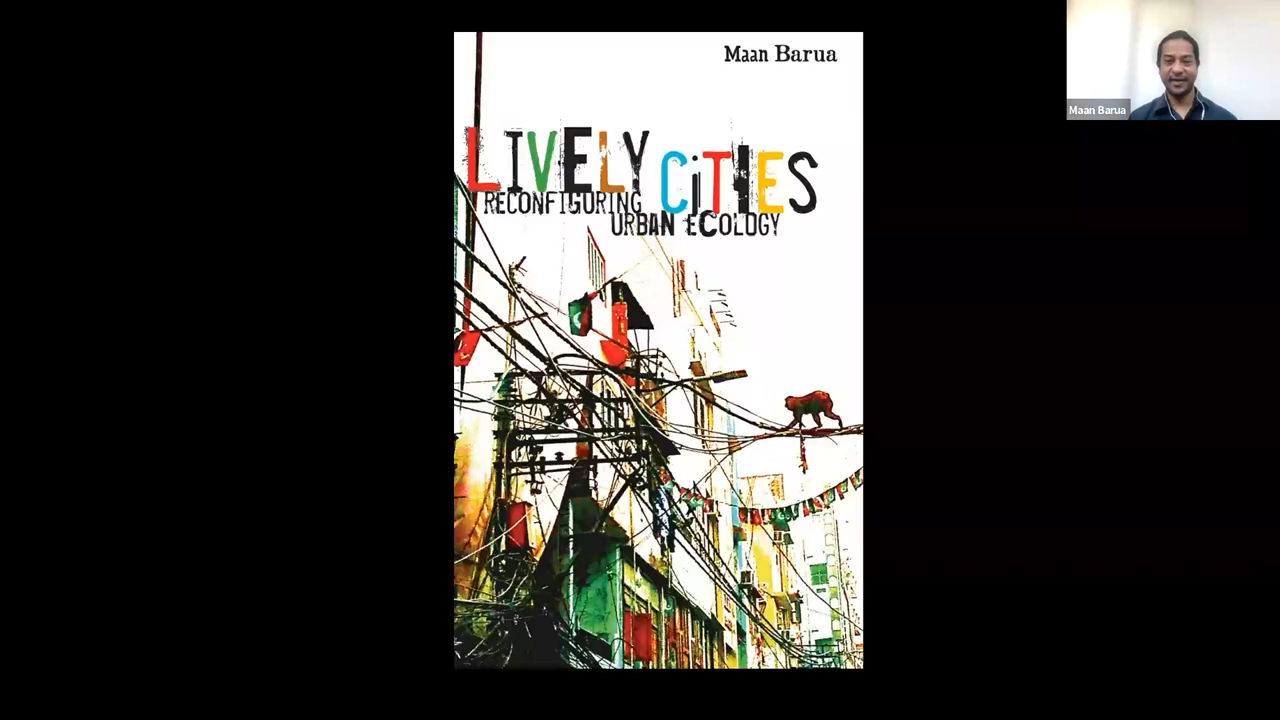 Maan Barua
LIVELY CiTIES
RECONFIGURING
URBAN ECOLOGY
Maan Barua